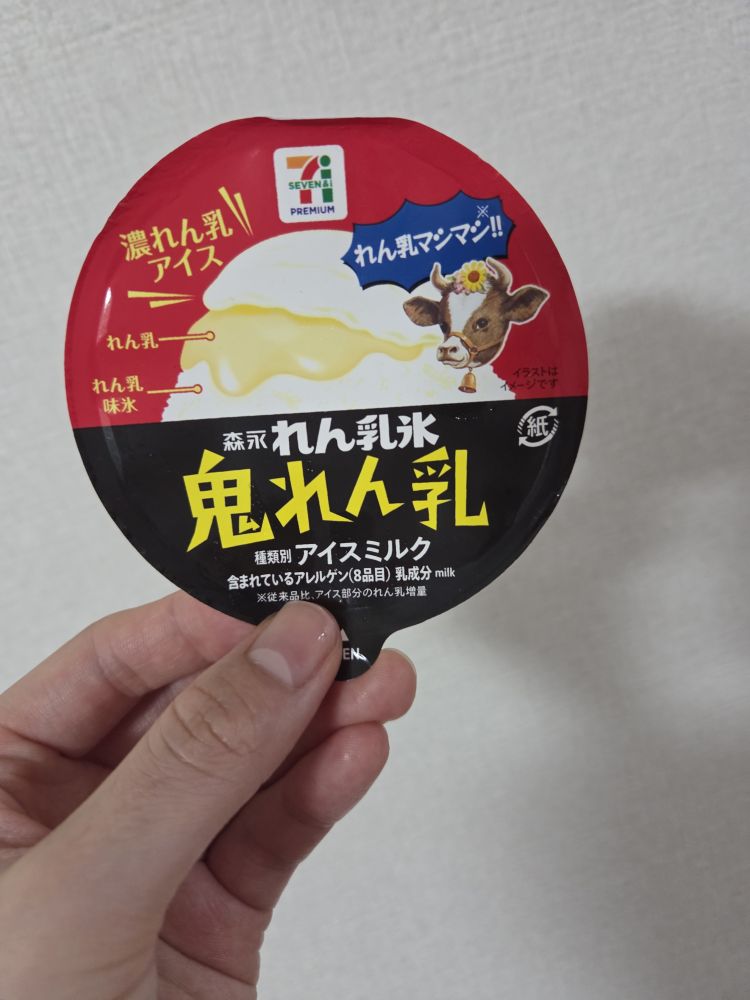 SEVEN&i
PREMIUM
濃れん乳
アイス
※
れん乳マシマシ!!
れん乳
れん乳
味氷
イラストは
イメージです
紙
森永 れん乳氷
鬼れん乳
種類別 アイスミルク
含まれているアレルゲン(8品目) 乳成分 milk
※従来品比、アイス部分のれん乳増量